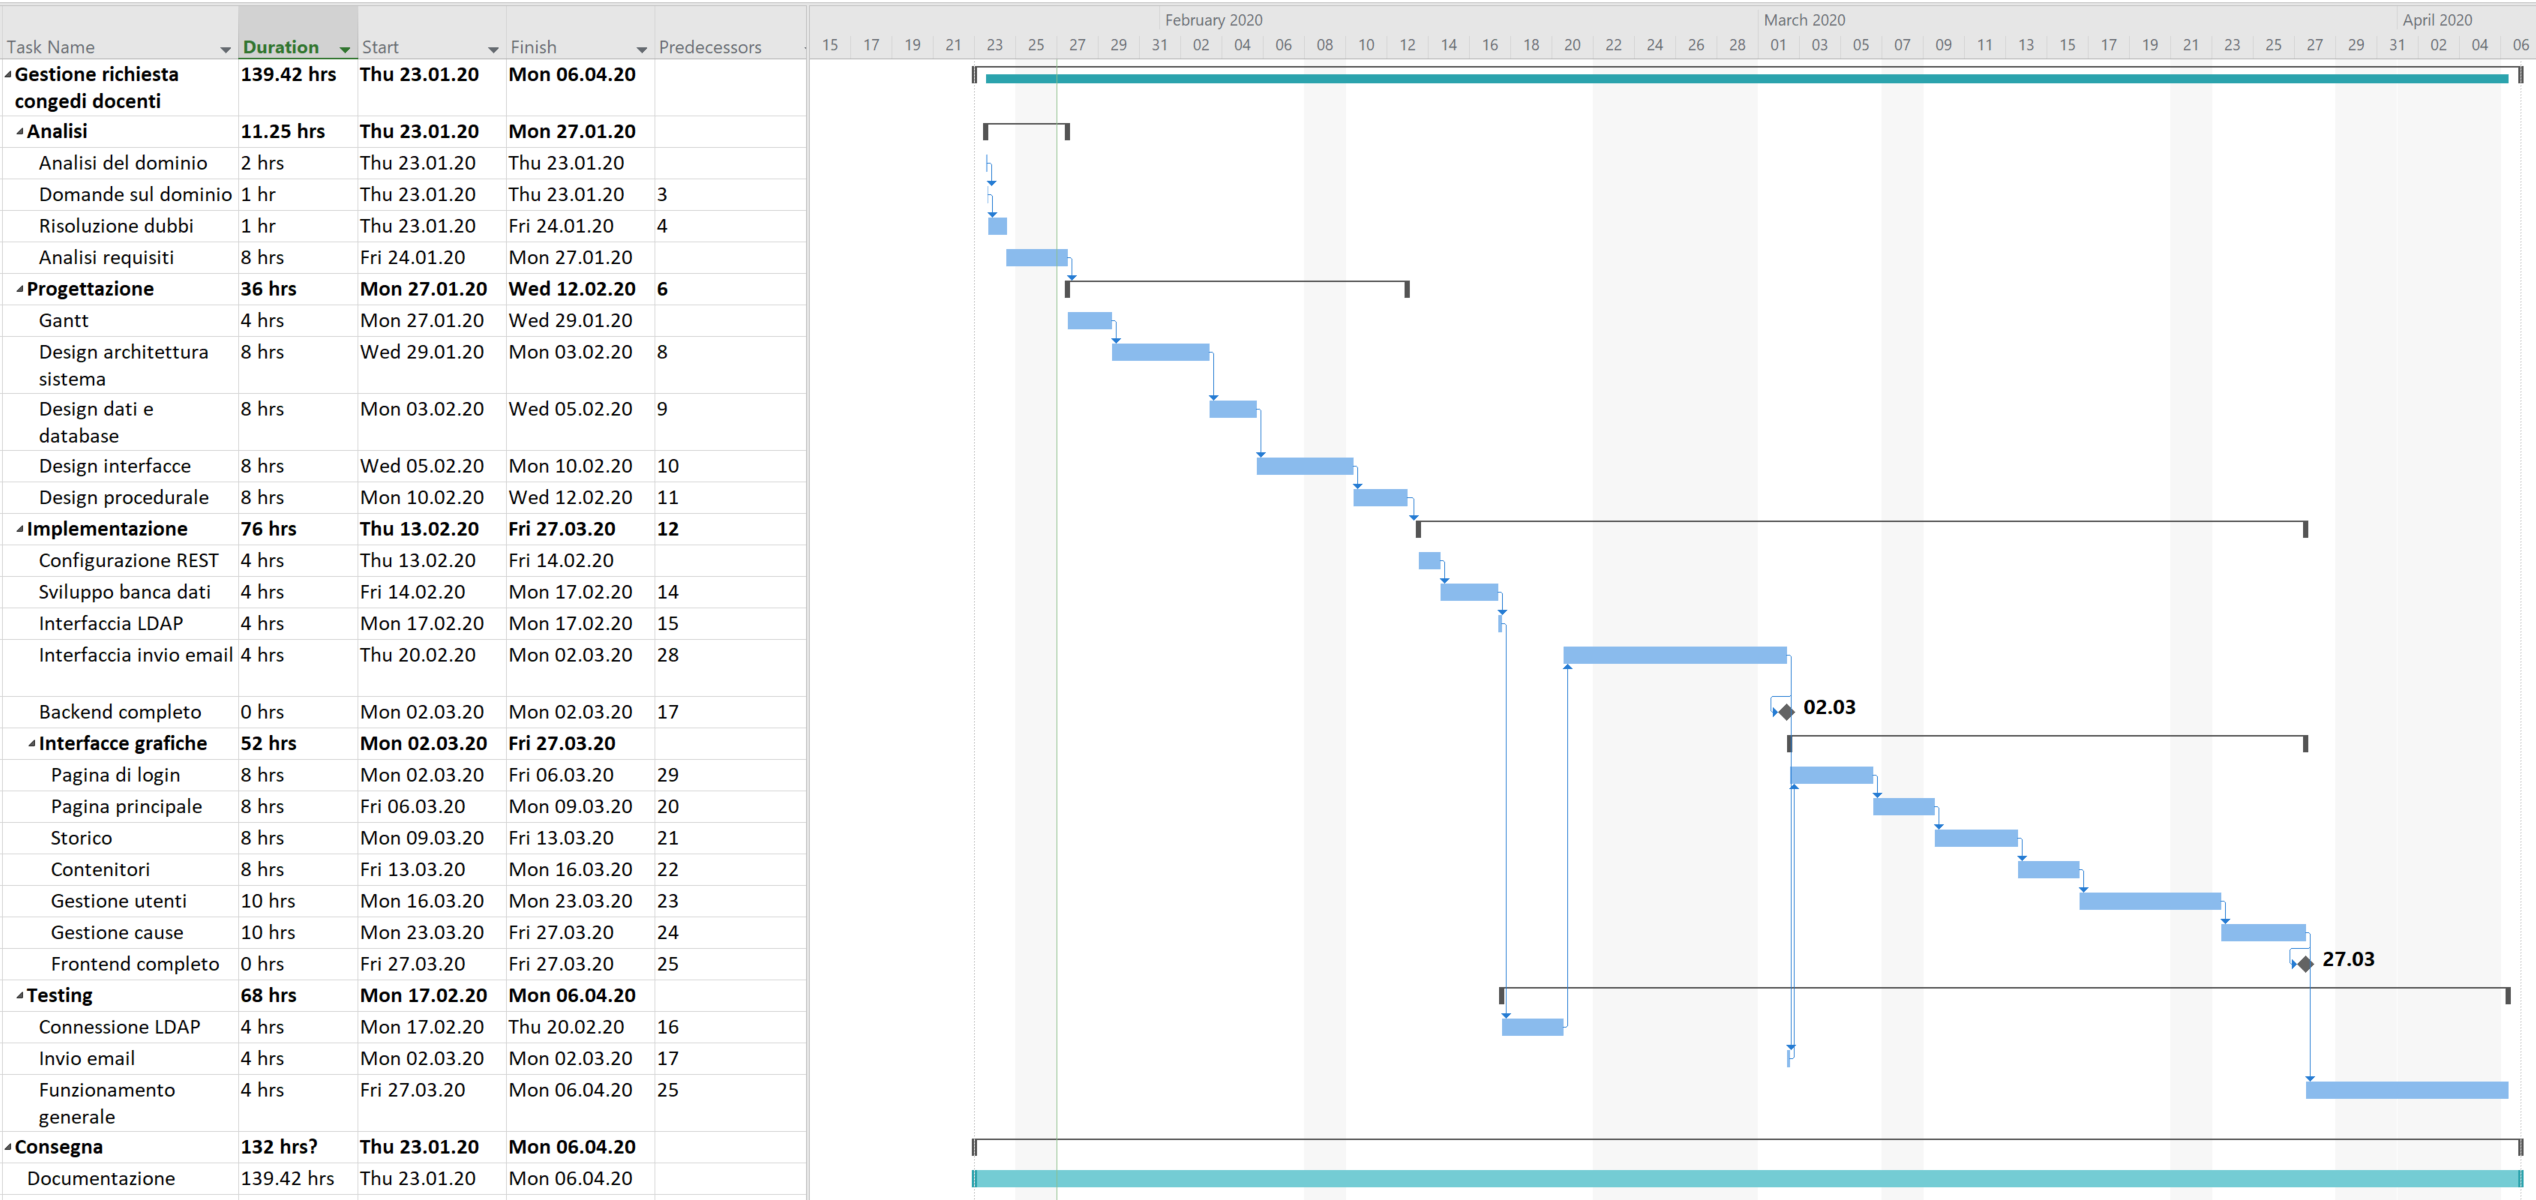 February 2020 March 2020 April 2020
Task Name Duration Start Finish Predecessors 15 17 19 21 23 25 27 29 31 02 04 06 08 10 12 14 16 18 20 22 24 26 28 01 03 05 07 09 11 13 15 17 19 21 23 25 27 29 31 02 04 06
Gestione richiesta 139.42 hrs Thu 23.01.20 Mon 06.04.20
congedi docenti
Analisi 11.25 hrs Thu 23.01.20 Mon 27.01.20
Analisi del dominio 2 hrs Thu 23.01.20 Thu 23.01.20
Domande sul dominio 1 hr Thu 23.01.20 Thu 23.01.20 3
Risoluzione dubbi 1 hr Thu 23.01.20 Fri 24.01.20 4
Analisi requisiti 8 hrs Fri 24.01.20 Mon 27.01.20
Progettazione 36 hrs Mon 27.01.20 Wed 12.02.20 6
Gantt 4 hrs Mon 27.01.20 Wed 29.01.20
Design architettura 8 hrs Wed 29.01.20 Mon 03.02.20 8
sistema
Design dati e 8 hrs Mon 03.02.20 Wed 05.02.20 9
database
Design interfacce 8 hrs Wed 05.02.20 Mon 10.02.20 10
Design procedurale 8 hrs Mon 10.02.20 Wed 12.02.20 11
Implementazione 76 hrs Thu 13.02.20 Fri 27.03.20 12
Configurazione REST 4 hrs Thu 13.02.20 Fri 14.02.20
Sviluppo banca dati 4 hrs Fri 14.02.20 Mon 17.02.20 14
Interfaccia LDAP 4 hrs Mon 17.02.20 Mon 17.02.20 15
Interfaccia invio email 4 hrs Thu 20.02.20 Mon 02.03.20 28
Backend completo 0 hrs Mon 02.03.20 Mon 02.03.20 17 02.03
Interfacce grafiche 52 hrs Mon 02.03.20 Fri 27.03.20
Pagina di login 8 hrs Mon 02.03.20 Fri 06.03.20 29
Pagina principale 8 hrs Fri 06.03.20 Mon 09.03.20 20
Storico 8 hrs Mon 09.03.20 Fri 13.03.20 21
Contenitori 8 hrs Fri 13.03.20 Mon 16.03.20 22
Gestione utenti 10 hrs Mon 16.03.20 Mon 23.03.20 23
Gestione cause 10 hrs Mon 23.03.20 Fri 27.03.20 24
Frontend completo 0 hrs Fri 27.03.20 Fri 27.03.20 25 27.03
Testing 68 hrs Mon 17.02.20 Mon 06.04.20
Connessione LDAP 4 hrs Mon 17.02.20 Thu 20.02.20 16
Invio email 4 hrs Mon 02.03.20 Mon 02.03.20 17
Funzionamento 4 hrs Fri 27.03.20 Mon 06.04.20 25
generale
Consegna 132 hrs? Thu 23.01.20 Mon 06.04.20
Documentazione 139.42 hrs Thu 23.01.20 Mon 06.04.20